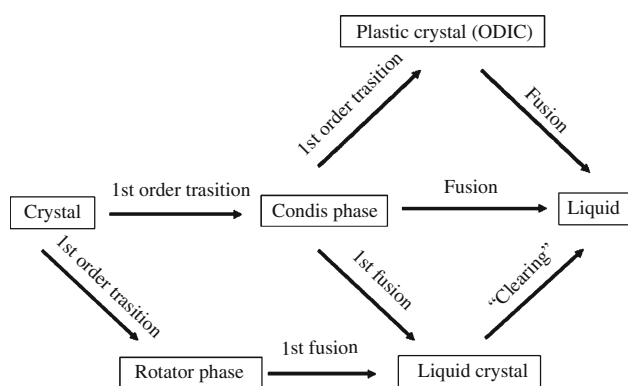 Plastic crystal (ODIC)
1st order trasition
Fusion
1st order trasition
Fusion
Crystal
Condis phase
Liquid
1st order trasition
1st fusion
"Clearing"
1st fusion
Rotator phase
Liquid crystal